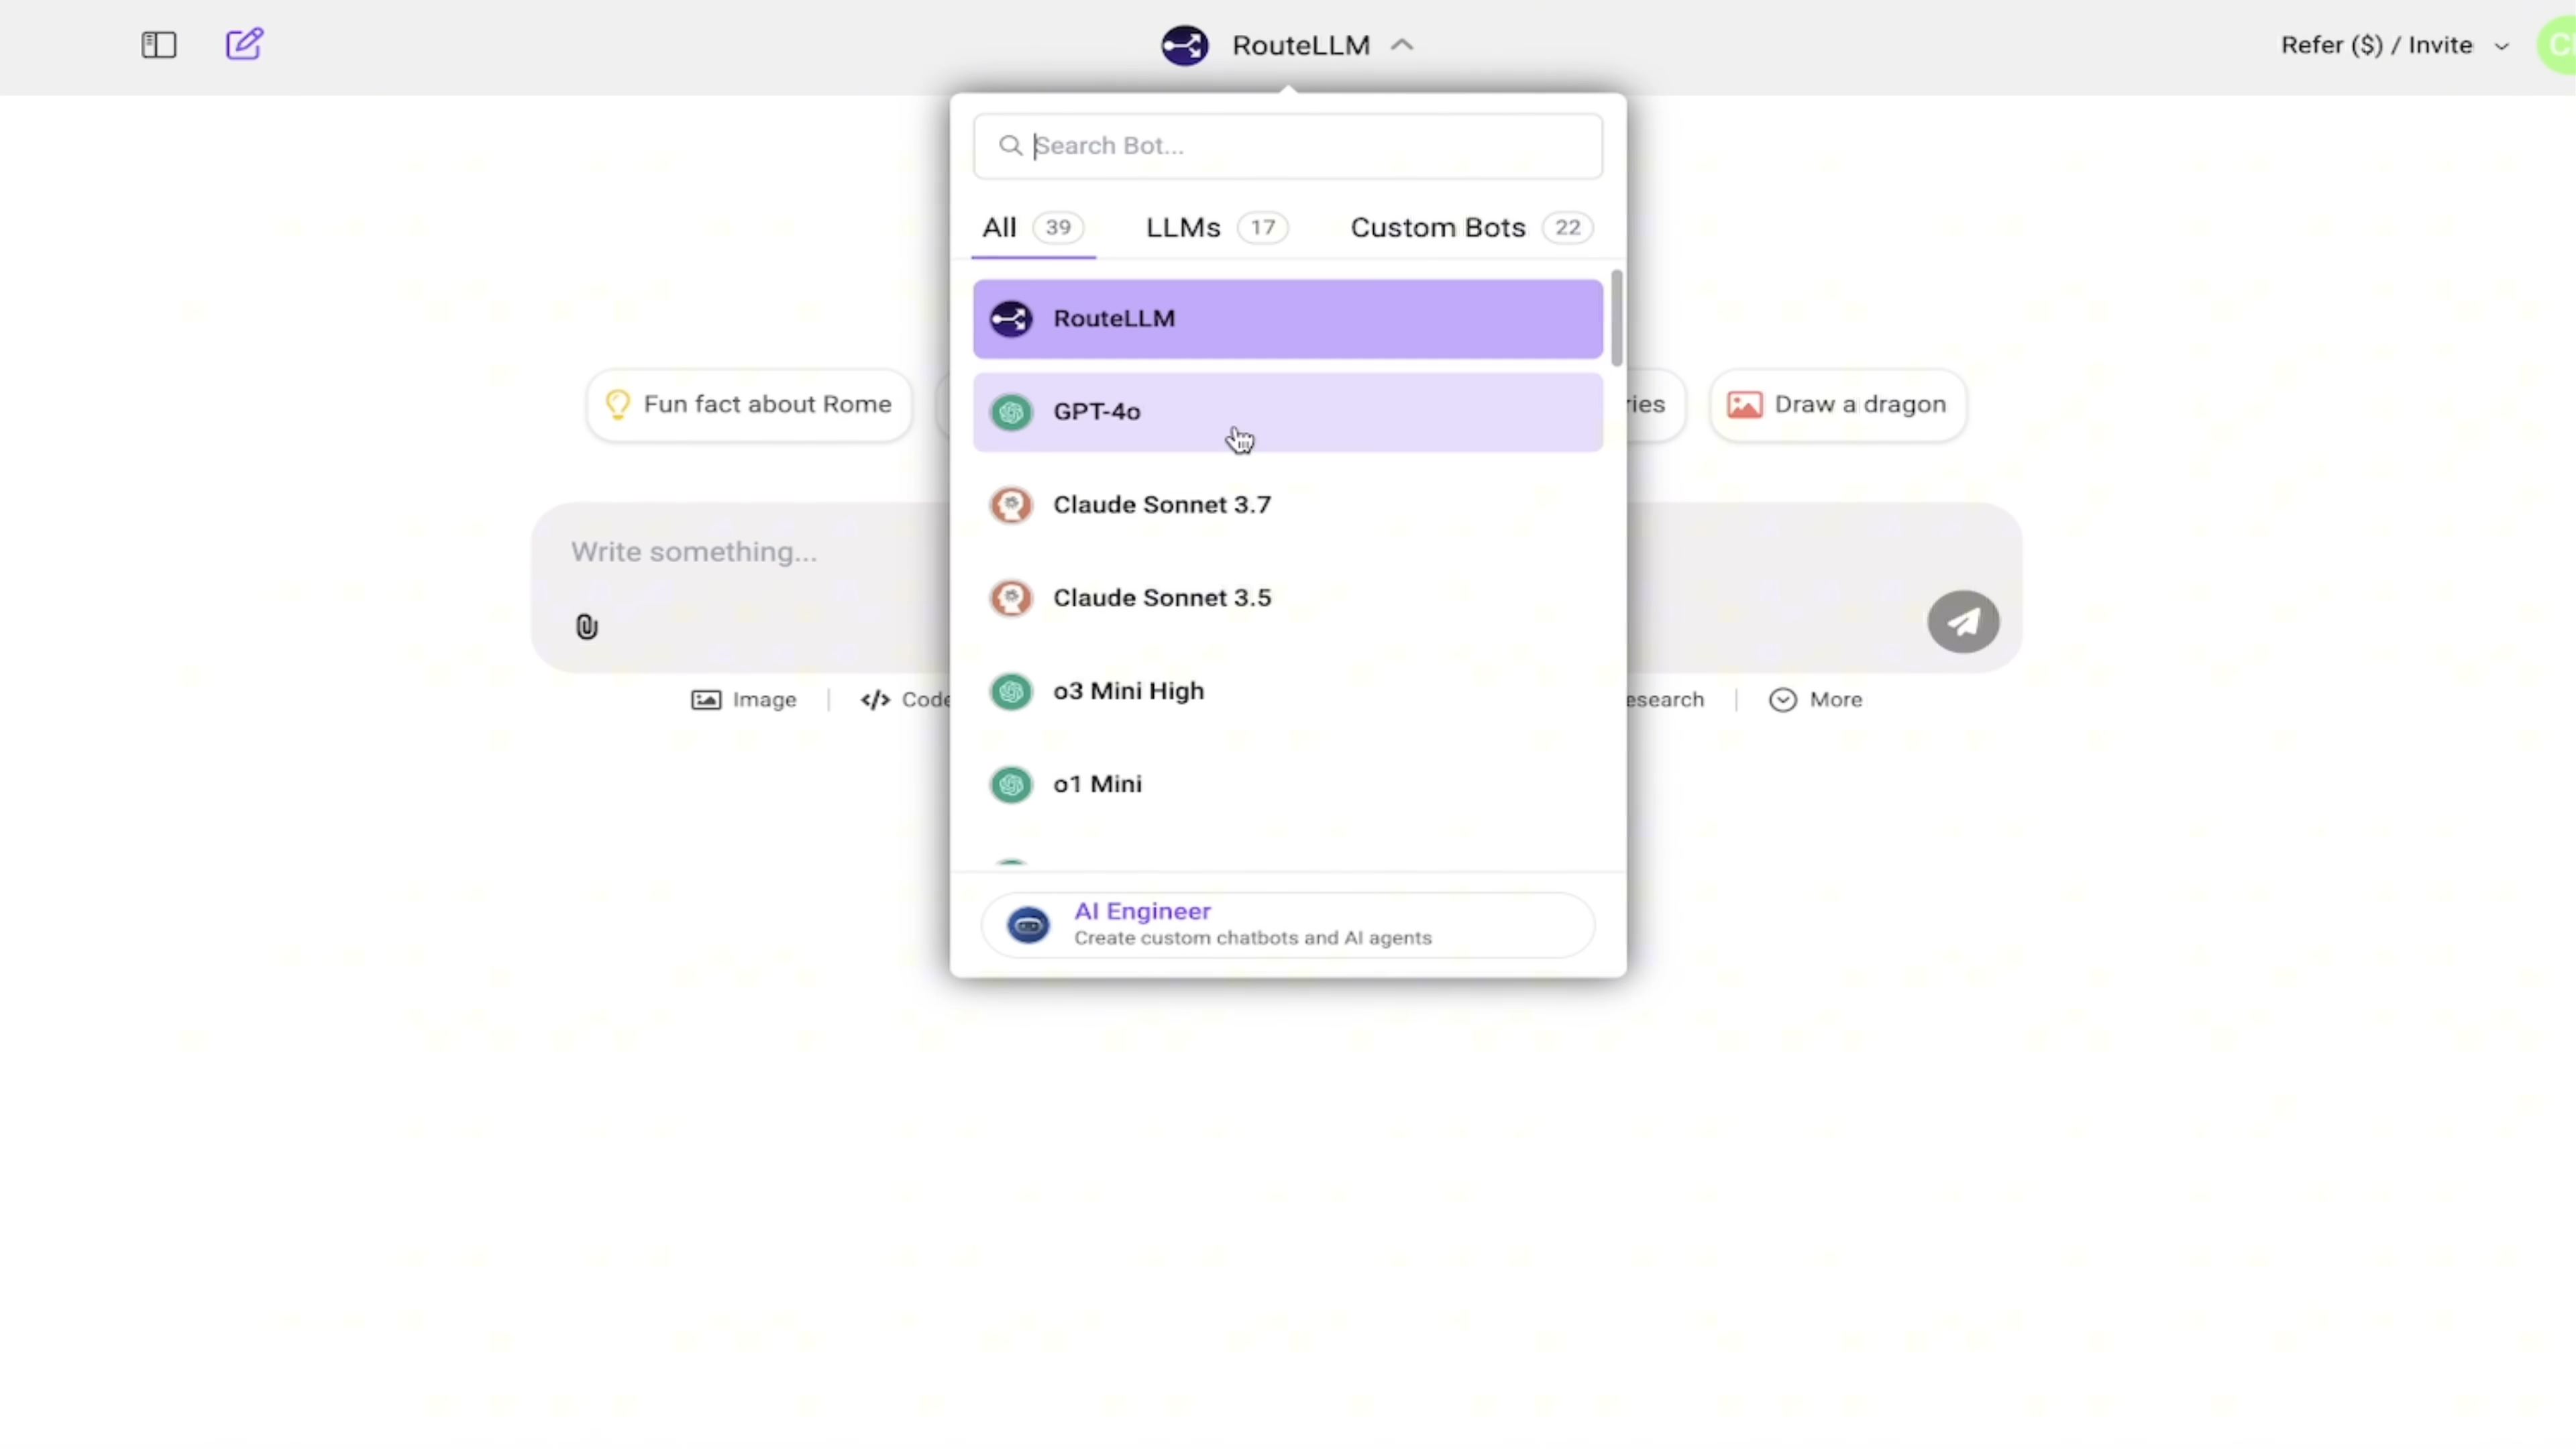 RouteLLM
Refer ($) / Invite
Search Bot...
All 39
LLMs 17
Custom Bots 22
RouteLLM
GPT-4o
Claude Sonnet 3.7
Claude Sonnet 3.5
o3 Mini High
o1 Mini
AI Engineer
Create custom chatbots and AI agents
Fun fact about Rome
Draw a dragon
Write something...
Image
Code
More